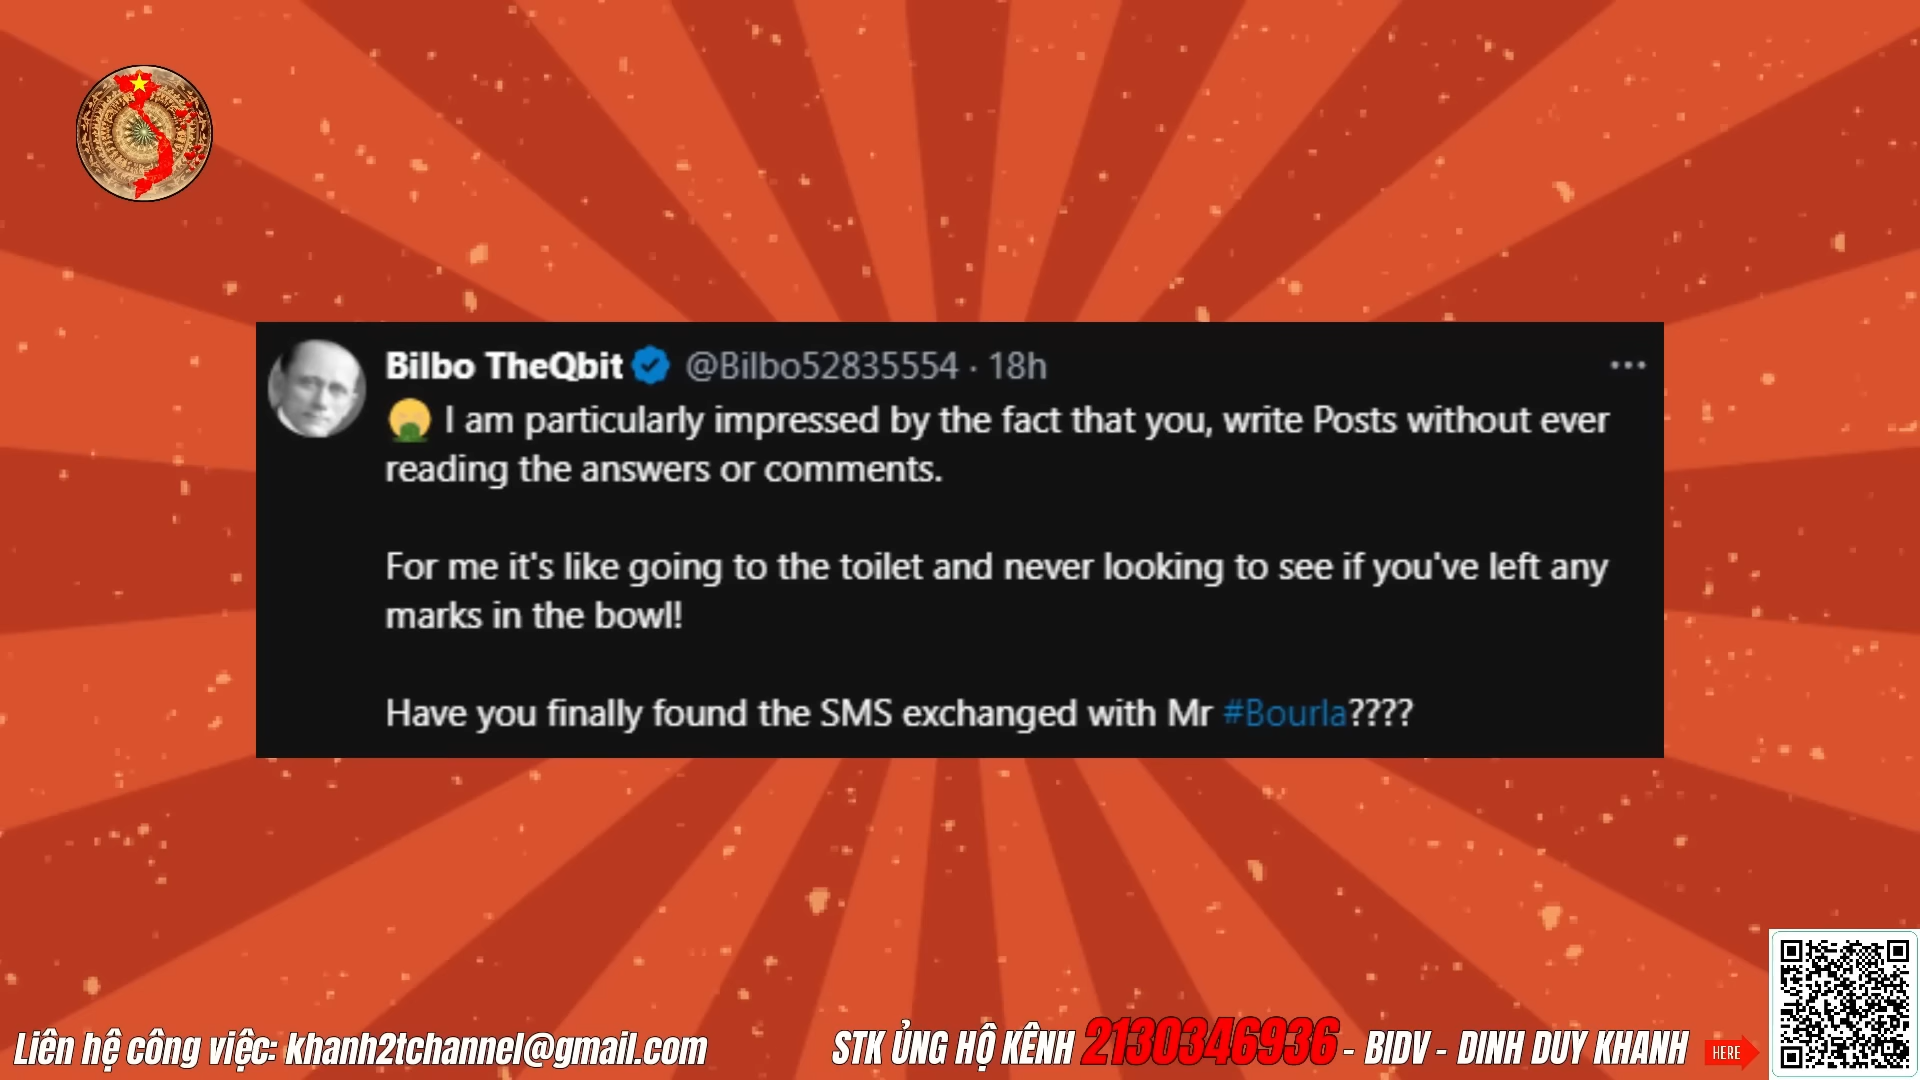 Bilbo TheQbit @Bilbo52835554 · 18h
🤮 I am particularly impressed by the fact that you, write Posts without ever
reading the answers or comments.
For me it's like going to the toilet and never looking to see if you've left any
marks in the bowl!
Have you finally found the SMS exchanged with Mr #Bourla????
Liên hệ công việc: khanh2tchannel@gmail.com
STK ỦNG HỘ KÊNH 2130346936 - BIDV - DINH DUY KHANH
HERE